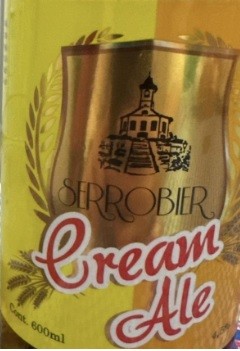 SERROBIER
Cream
Ale
Cont. 600ml